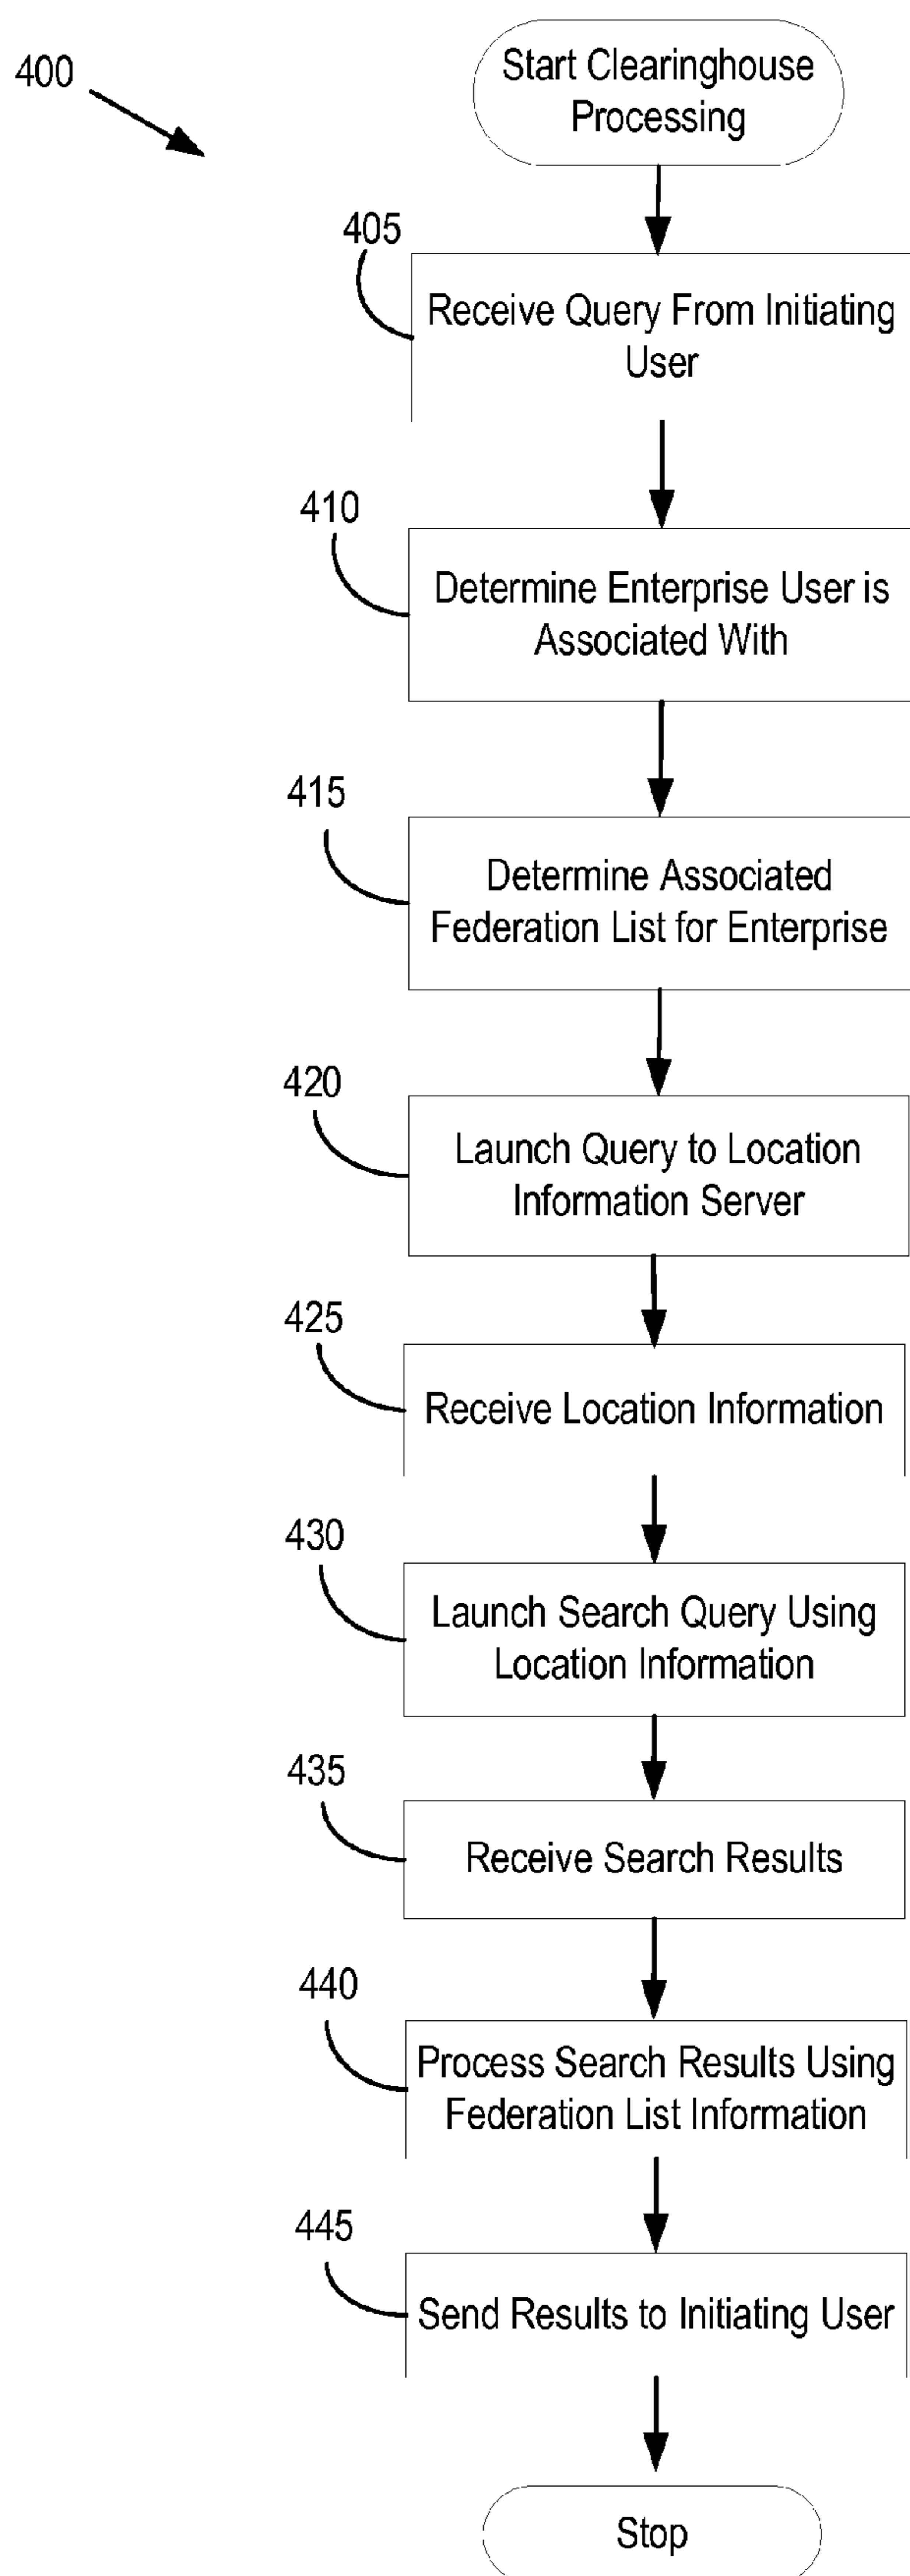 400
Start Clearinghouse
Processing
405
Receive Query From Initiating
User
410
Determine Enterprise User is
Associated With
415
Determine Associated
Federation List for Enterprise
420
Launch Query to Location
Information Server
425
Receive Location Information
430
Launch Search Query Using
Location Information
435
Receive Search Results
440
Process Search Results Using
Federation List Information
445
Send Results to Initiating User
Stop